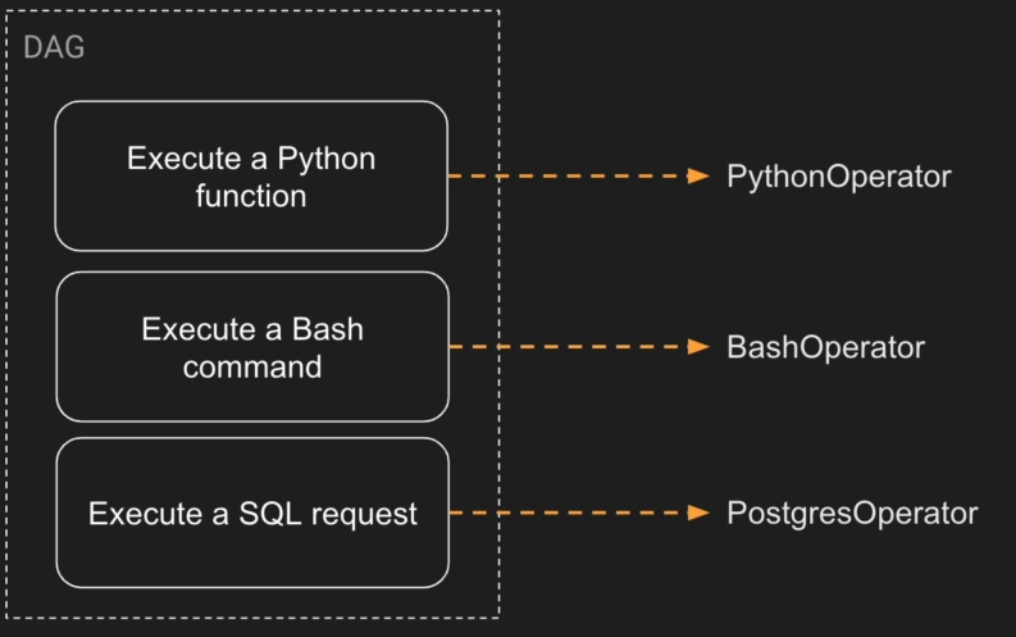 DAG
Execute a Python
function
PythonOperator
Execute a Bash
command
BashOperator
Execute a SQL request
PostgresOperator